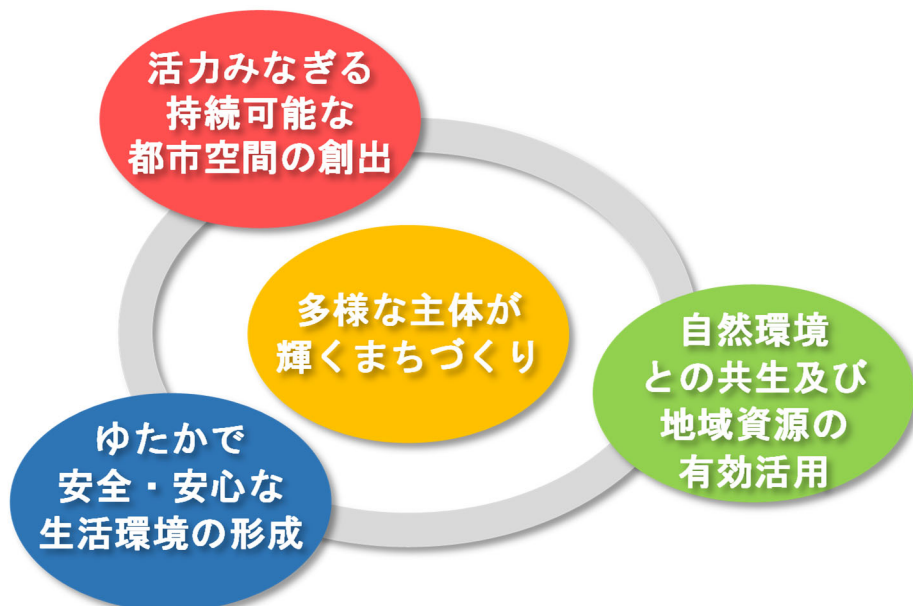 活力みなぎる
持続可能な
都市空間の創出
多様な主体が
輝くまちづくり
自然環境
との共生及び
地域資源の
有効活用
ゆたかで
安全・安心な
生活環境の形成